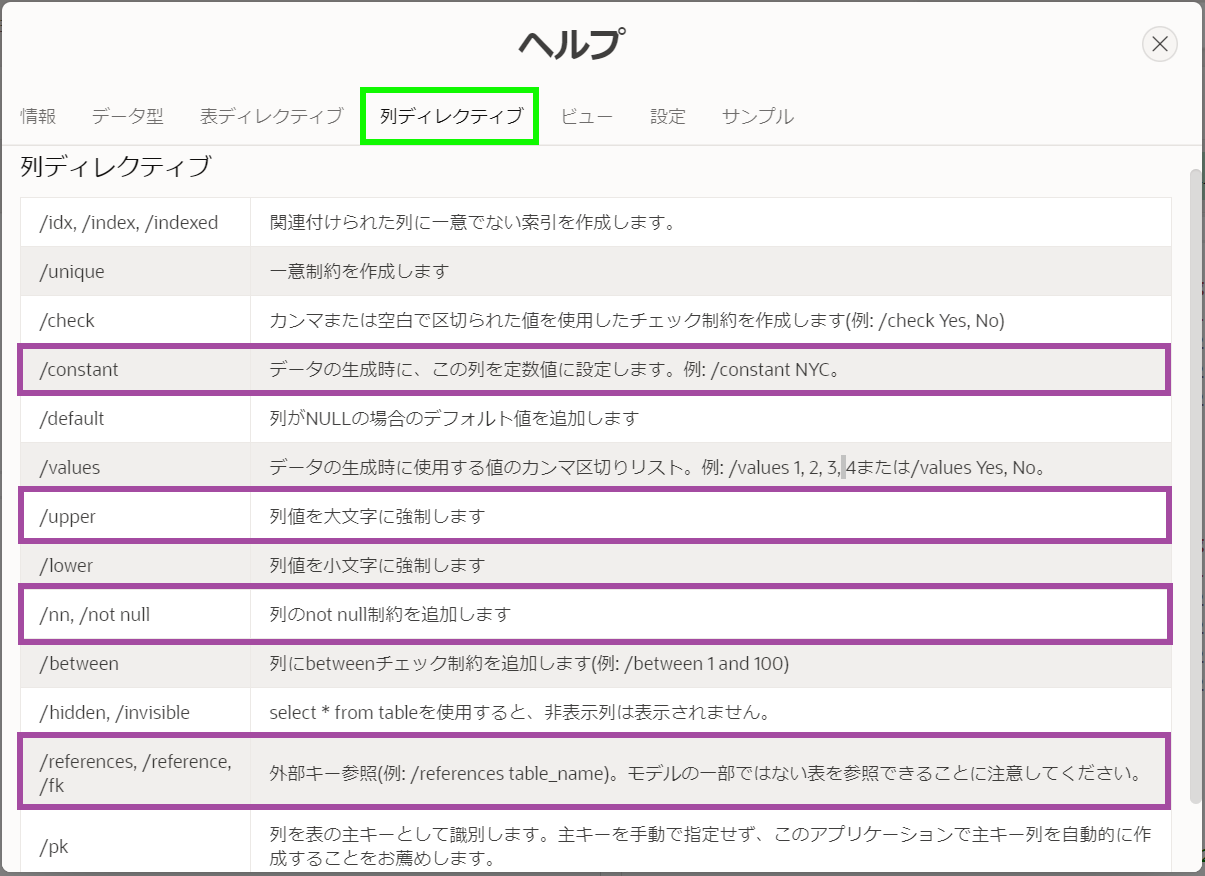 ヘルプ
情報 データ型 表ディレクティブ 列ディレクティブ ビュー 設定 サンプル
列ディレクティブ
/idx, /index, /indexed 関連付けられた列に一意でない索引を作成します。
/unique 一意制約を作成します
/check カンマまたは空白で区切られた値を使用したチェック制約を作成します(例: /check Yes, No)
/constant データの生成時に、この列を定数値に設定します。例: /constant NYC。
/default 列がNULLの場合のデフォルト値を追加します
/values データの生成時に使用する値のカンマ区切りリスト。例: /values 1, 2, 3, 4または/values Yes, No。
/upper 列値を大文字に強制します
/lower 列値を小文字に強制します
/nn, /not null 列のnot null制約を追加します
/between 列にbetweenチェック制約を追加します(例: /between 1 and 100)
/hidden, /invisible select * from tableを使用すると、非表示列は表示されません。
/references, /reference,
/fk
外部キー参照(例: /references table_name)。モデルの一部ではない表を参照できることに注意してください。
/pk
列を表の主キーとして識別します。主キーを手動で指定せず、このアプリケーションで主キー列を自動的に作
成することをお薦めします。